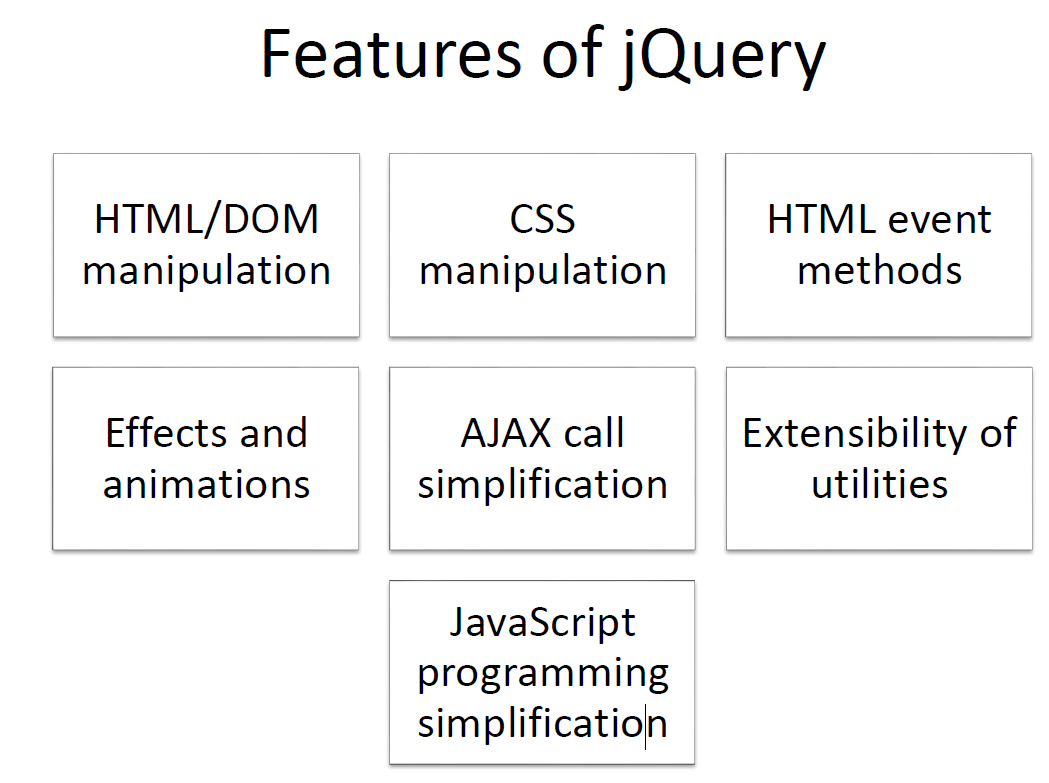 Features of jQuery
HTML/DOM
manipulation
CSS
manipulation
HTML event
methods
Effects and
animations
AJAX call
simplification
Extensibility of
utilities
JavaScript
programming
simplification